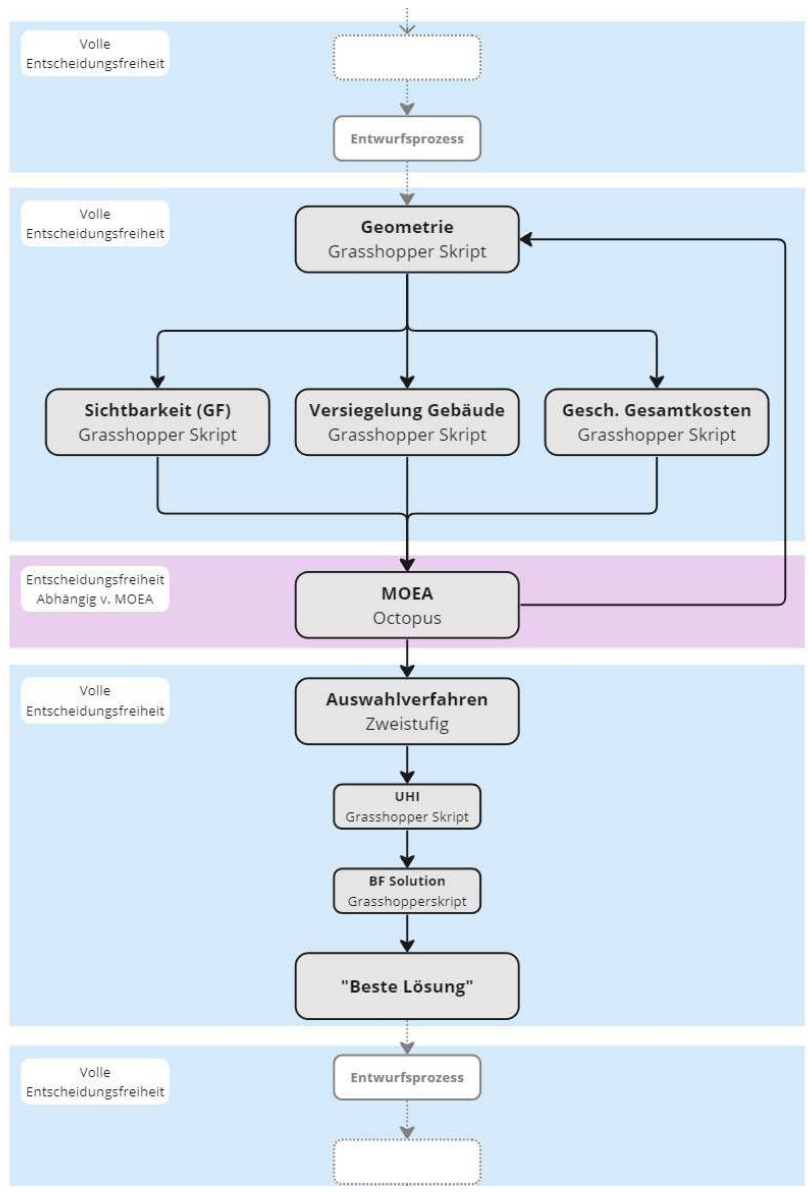 Volle
Entscheidungsfreiheit
Entwurfsprozess
Volle
Entscheidungsfreiheit
Geometrie
Grasshopper Skript
Sichtbarkeit (GF)
Grasshopper Skript
Versiegelung Gebäude
Grasshopper Skript
Gesch. Gesamtkosten
Grasshopper Skript
Entscheidungsfreiheit
Abhängig v. MOEA
MOEA
Octopus
Volle
Entscheidungsfreiheit
Auswahlverfahren
Zweistufig
UHI
Grasshopper Skript
BF Solution
Grasshopperskript
"Beste Lösung"
Volle
Entscheidungsfreiheit
Entwurfsprozess